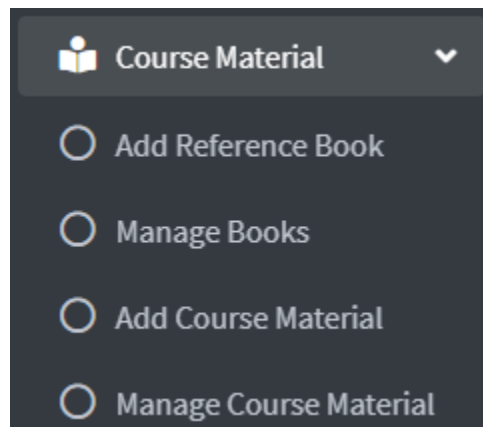 Course Material
Add Reference Book
Manage Books
Add Course Material
Manage Course Material